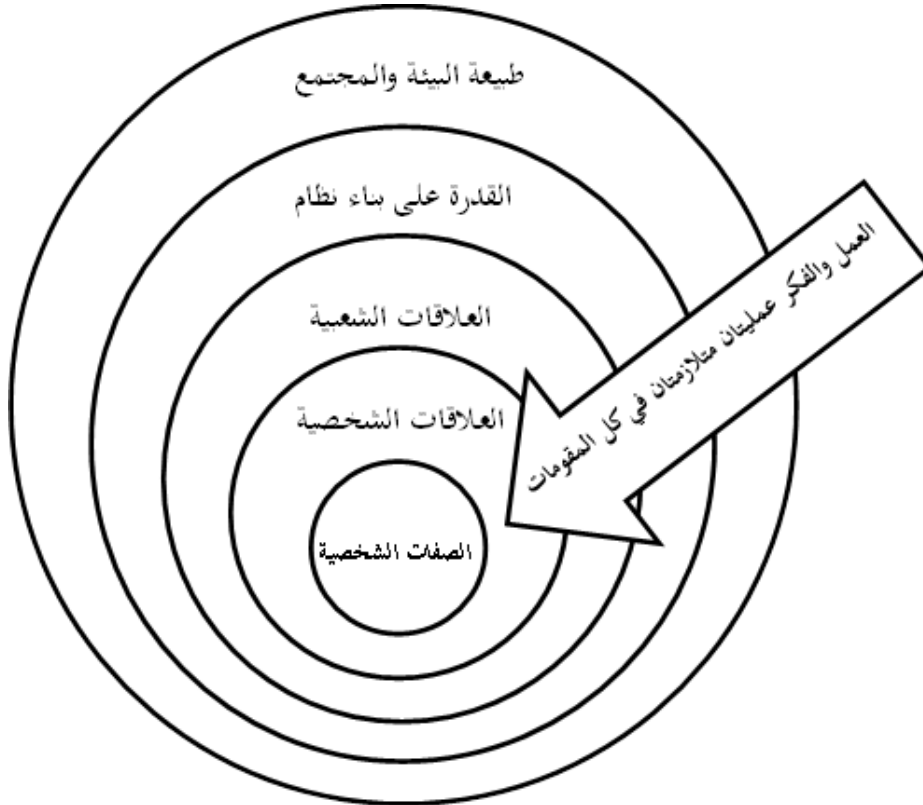 طبيعة البيئة والمجتمع
القدرة على بناء نظام
العلاقات الشعبية
العلاقات الشخصية
الصفات الشخصية
العمل والفكر عمليتان متلازمتان في كل المقومات